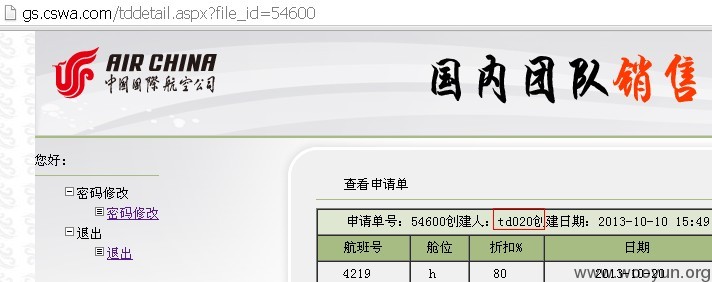 gs.cswa.com/tddetail.aspx?file_id=54600
AIR CHINA
中国国際航空公司
国内团队销售
您好：
密码修改
密码修改
退出
退出
查看申请单
申请单号：54600创建人：td020创建日期：2013-10-10 15:49
航班号 舱位 折扣% 日期
4219 h 80 2013-10-20
www.wooyun.org